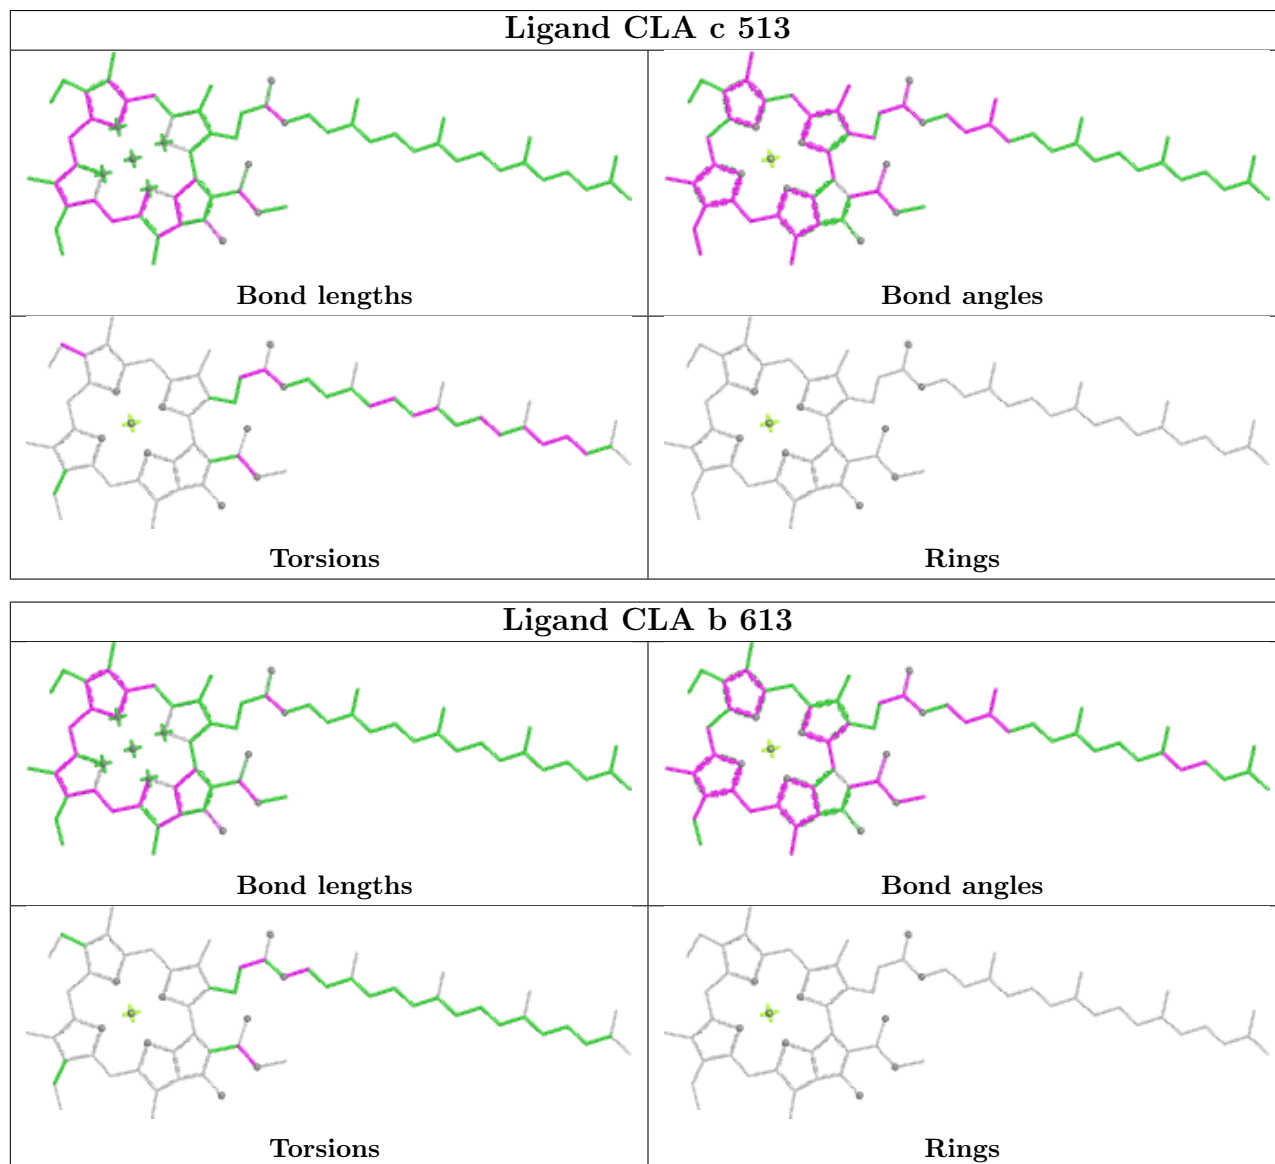 Ligand CLA c 513
Bond lengths
Bond angles
Torsions
Rings
Ligand CLA b 613
Bond lengths
Bond angles
Torsions
Rings